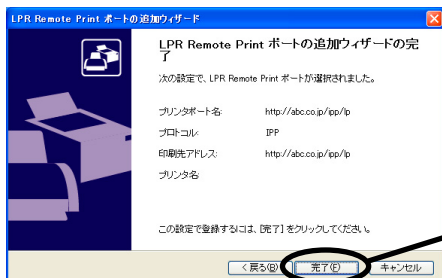 LPR Remote Print ポートの追加ウィザード
LPR Remote Print ポートの追加ウィザードの完
了
次の設定で、LPR Remote Print ポートが選択されました。
プリンタポート名: http://abc.co.jp/ipp/lp
プロトコル: IPP
印刷先アドレス: http://abc.co.jp/ipp/lp
プリンタ名:
この設定で登録するには、[完了] をクリックしてください。
< 戻る(B) 完了(F) キャンセル